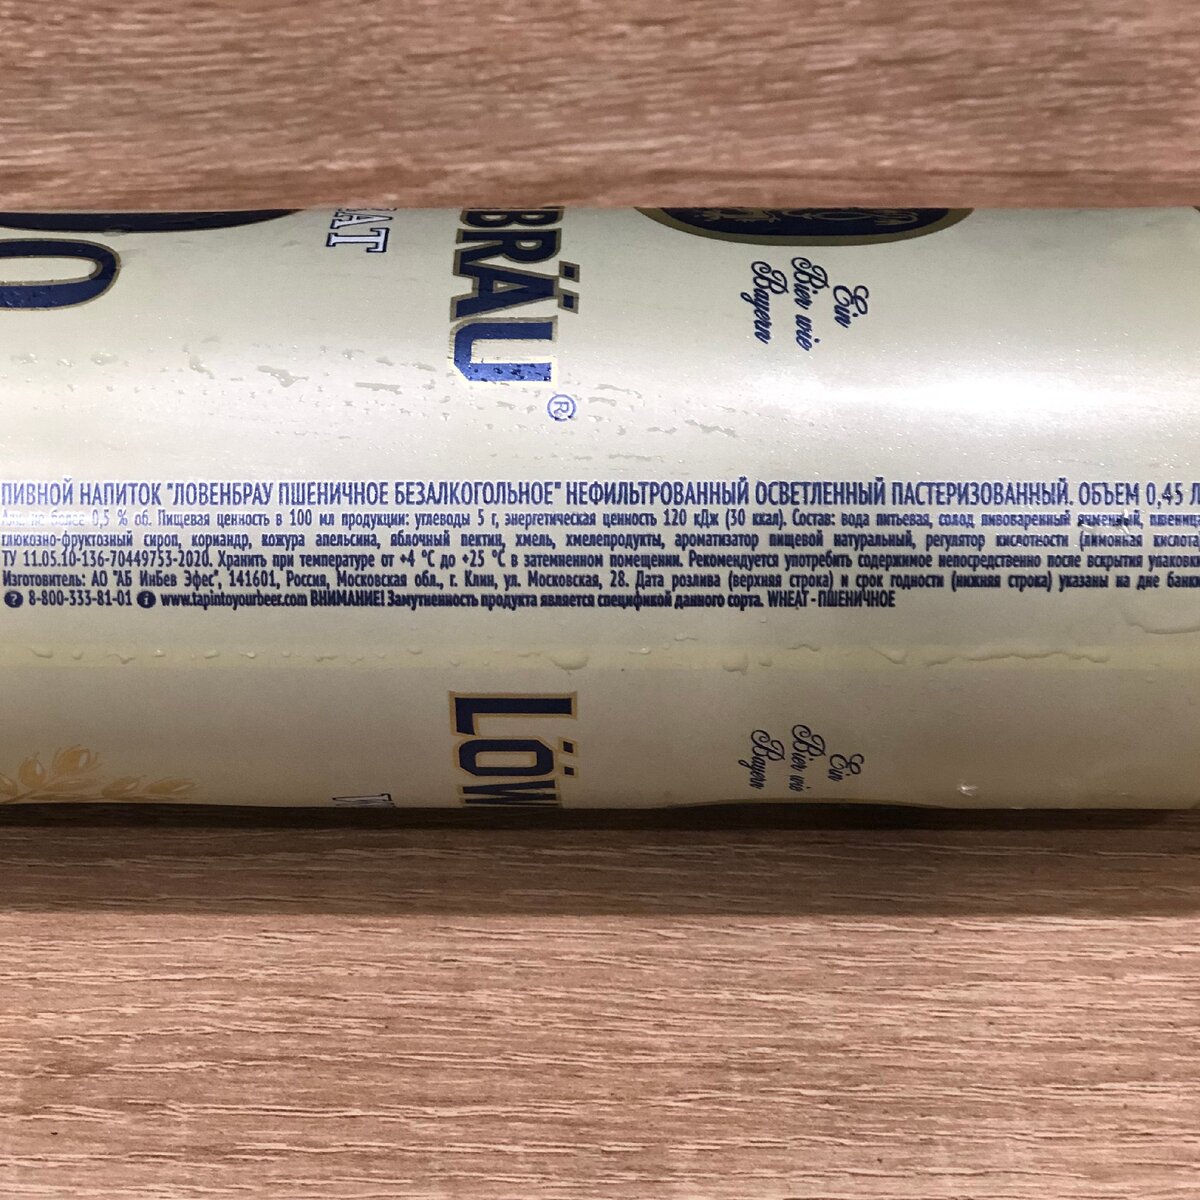 O
AT
BRÄU®
Ein
Bier wie
Bayern
ПИВНОЙ НАПИТОК "ЛОВЕНБРАУ ПШЕНИЧНОЕ БЕЗАЛКОГОЛЬНОЕ" НЕФИЛЬТРОВАННЫЙ ОСВЕТЛЕННЫЙ ПАСТЕРИЗОВАННЫЙ. ОБЪЕМ 0,45 Л
Алк. не более 0,5 % об. Пищевая ценность в 100 мл продукции: углеводы 5 г, энергетическая ценность 120 кДж (30 ккал). Состав: вода питьевая, солод пивоваренный ячменный,
глюкозно-фруктозный сироп, кориандр, кожура апельсина, яблочный пектин, хмель, хмелепродукты, ароматизатор пищевой натуральный, регулятор кислотности (лимонная кислота
ТУ 11.05.10-136-70449753-2020. Хранить при температуре от +4 °С до +25 °С в затемненном помещении. Рекомендуется употребить содержимое непосредственно после вскрытия упаковки
Изготовитель: АО "АБ ИнБев Эфес", 141601, Россия, Московская обл., г. Клин, ул. Московская, 28. Дата розлива (верхняя строка) и срок годности (нижняя строка) указаны на дне банки
8-800-333-81-01 www.tapintoyourbeer.com ВНИМАНИЕ! Замутненность продукта является спецификой данного сорта. WHEAT - ПШЕНИЧНОЕ
LÖW
Ein
Bier wie
Bayern